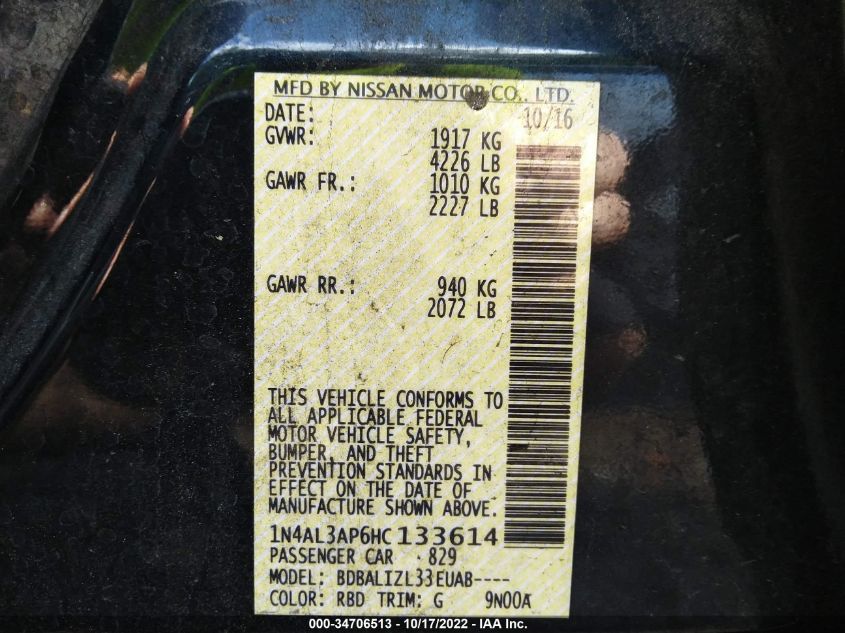 MFD BY NISSAN MOTOR CO., LTD.
DATE: 10/16
GVWR: 1917 KG
4226 LB
GAWR FR.: 1010 KG
2227 LB
GAWR RR.: 940 KG
2072 LB
THIS VEHICLE CONFORMS TO
ALL APPLICABLE FEDERAL
MOTOR VEHICLE SAFETY,
BUMPER, AND THEFT
PREVENTION STANDARDS IN
EFFECT ON THE DATE OF
MANUFACTURE SHOWN ABOVE.
1N4AL3AP6HC133614
PASSENGER CAR 829
MODEL: BDBALIZL33EUAB----
COLOR: RBD TRIM: G 9N00A
000-34706513 - 10/17/2022 - IAA Inc.